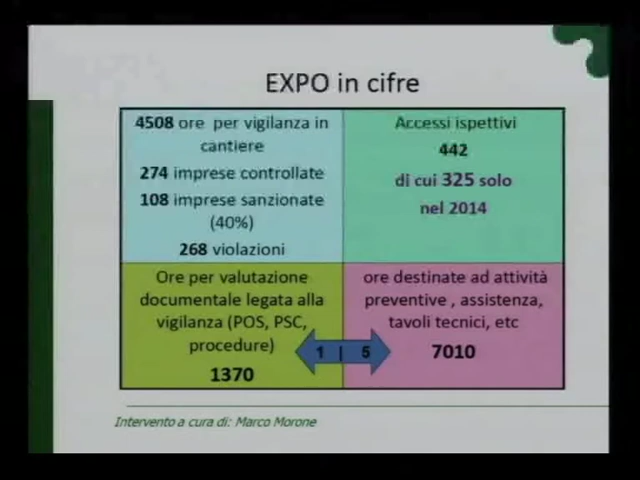 EXPO in cifre
4508 ore per vigilanza in
cantiere
274 imprese controllate
108 imprese sanzionate
(40%)
268 violazioni
Accessi ispettivi
442
di cui 325 solo
nel 2014
Ore per valutazione
documentale legata alla
vigilanza (POS, PSC,
procedure)
1370
ore destinate ad attività
preventive , assistenza,
tavoli tecnici, etc
7010
1 | 5
Intervento a cura di: Marco Morone